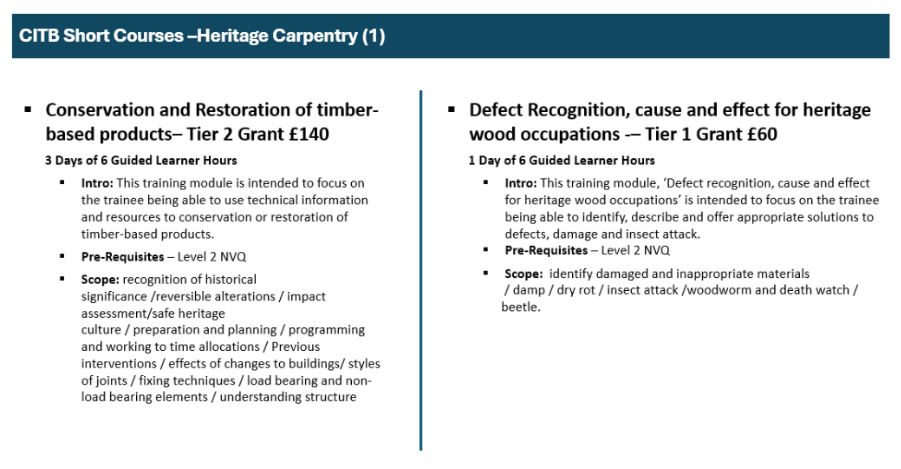 CITB Short Courses –Heritage Carpentry (1)
▪ Conservation and Restoration of timber-
based products– Tier 2 Grant £140
3 Days of 6 Guided Learner Hours
▪ Intro: This training module is intended to focus on
the trainee being able to use technical information
and resources to conservation or restoration of
timber-based products.
▪ Pre-Requisites – Level 2 NVQ
▪ Scope: recognition of historical
significance /reversible alterations / impact
assessment/safe heritage
culture / preparation and planning / programming
and working to time allocations / Previous
interventions / effects of changes to buildings/ styles
of joints / fixing techniques / load bearing and non-
load bearing elements / understanding structure
▪ Defect Recognition, cause and effect for heritage
wood occupations -– Tier 1 Grant £60
1 Day of 6 Guided Learner Hours
▪ Intro: This training module, ‘Defect recognition, cause and effect
for heritage wood occupations’ is intended to focus on the trainee
being able to identify, describe and offer appropriate solutions to
defects, damage and insect attack.
▪ Pre-Requisites – Level 2 NVQ
▪ Scope: identify damaged and inappropriate materials
/ damp / dry rot / insect attack /woodworm and death watch /
beetle.